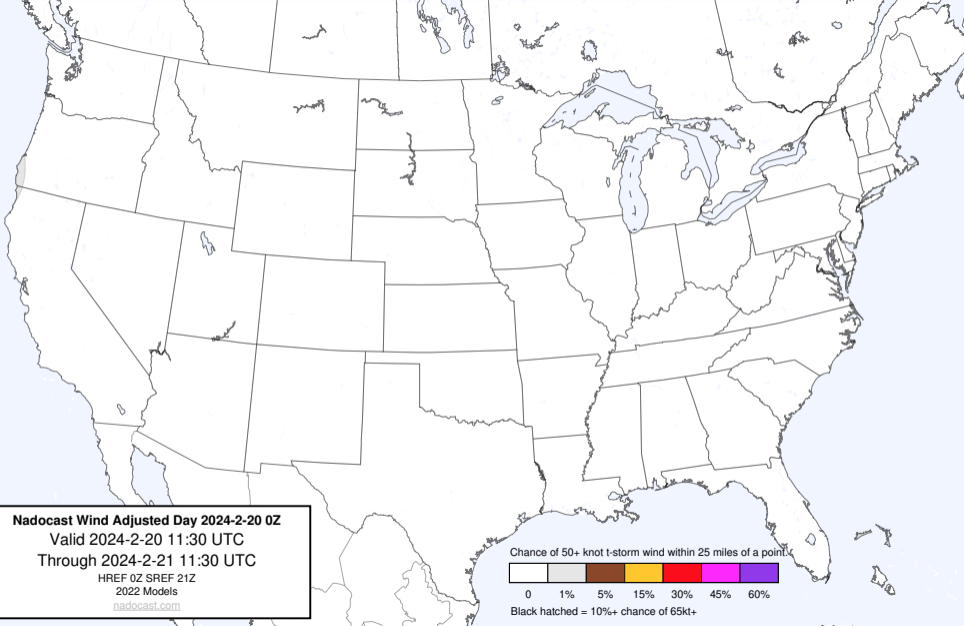 Nadocast Wind Adjusted Day 2024-2-20 0Z
Valid 2024-2-20 11:30 UTC
Through 2024-2-21 11:30 UTC
HREF 0Z SREF 21Z
2022 Models
nadocast.com
Chance of 50+ knot t-storm wind within 25 miles of a point.
0 1% 5% 15% 30% 45% 60%
Black hatched = 10%+ chance of 65kt+